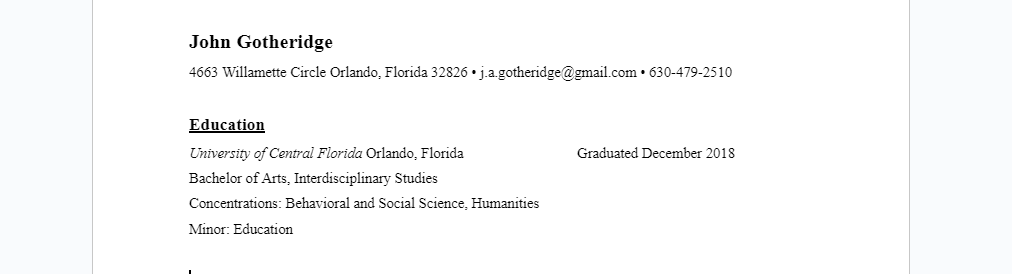 John Gotheridge
4663 Willamette Circle Orlando, Florida 32826 • j.a.gotheridge@gmail.com • 630-479-2510
Education
University of Central Florida Orlando, Florida Graduated December 2018
Bachelor of Arts, Interdisciplinary Studies
Concentrations: Behavioral and Social Science, Humanities
Minor: Education